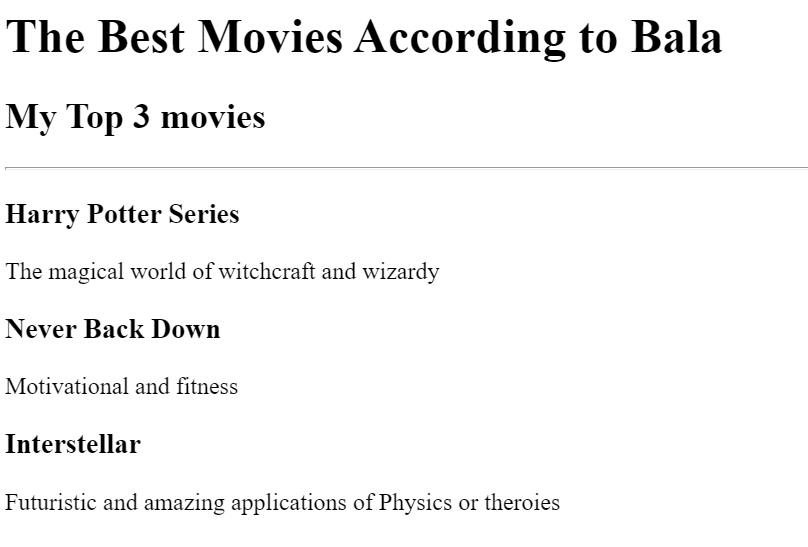 The Best Movies According to Bala
My Top 3 movies
Harry Potter Series
The magical world of witchcraft and wizardy
Never Back Down
Motivational and fitness
Interstellar
Futuristic and amazing applications of Physics or theroies